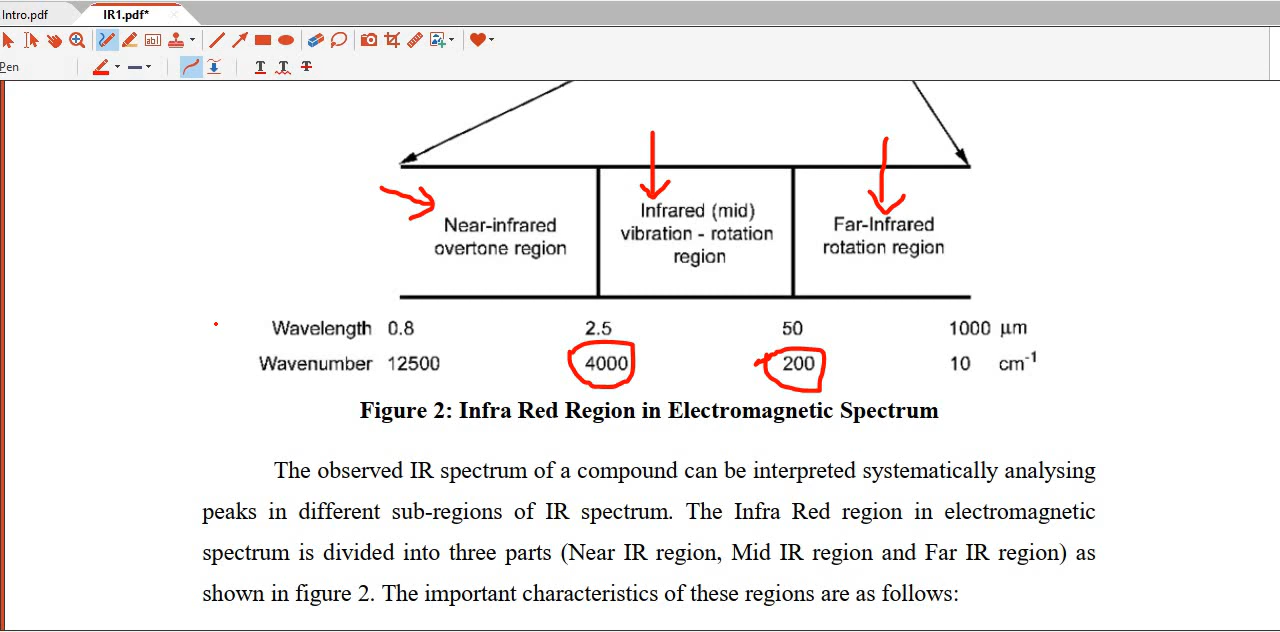 Intro.pdf
IR1.pdf*
Pen
Near-infrared
overtone region
Infrared (mid)
vibration - rotation
region
Far-Infrared
rotation region
Wavelength 0.8 2.5 50 1000 μm
Wavenumber 12500 4000 200 10 cm⁻¹
Figure 2: Infra Red Region in Electromagnetic Spectrum
The observed IR spectrum of a compound can be interpreted systematically analysing
peaks in different sub-regions of IR spectrum. The Infra Red region in electromagnetic
spectrum is divided into three parts (Near IR region, Mid IR region and Far IR region) as
shown in figure 2. The important characteristics of these regions are as follows: